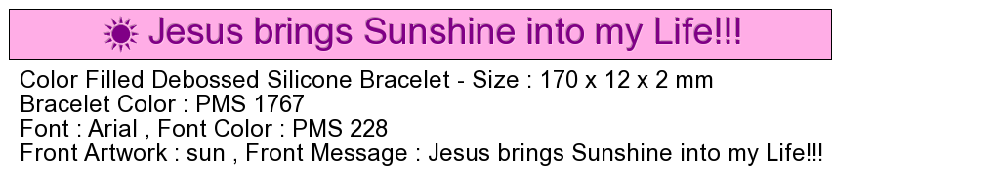 Jesus brings Sunshine into my Life!!!
Color Filled Debossed Silicone Bracelet - Size : 170 x 12 x 2 mm
Bracelet Color : PMS 1767
Font : Arial , Font Color : PMS 228
Front Artwork : sun , Front Message : Jesus brings Sunshine into my Life!!!